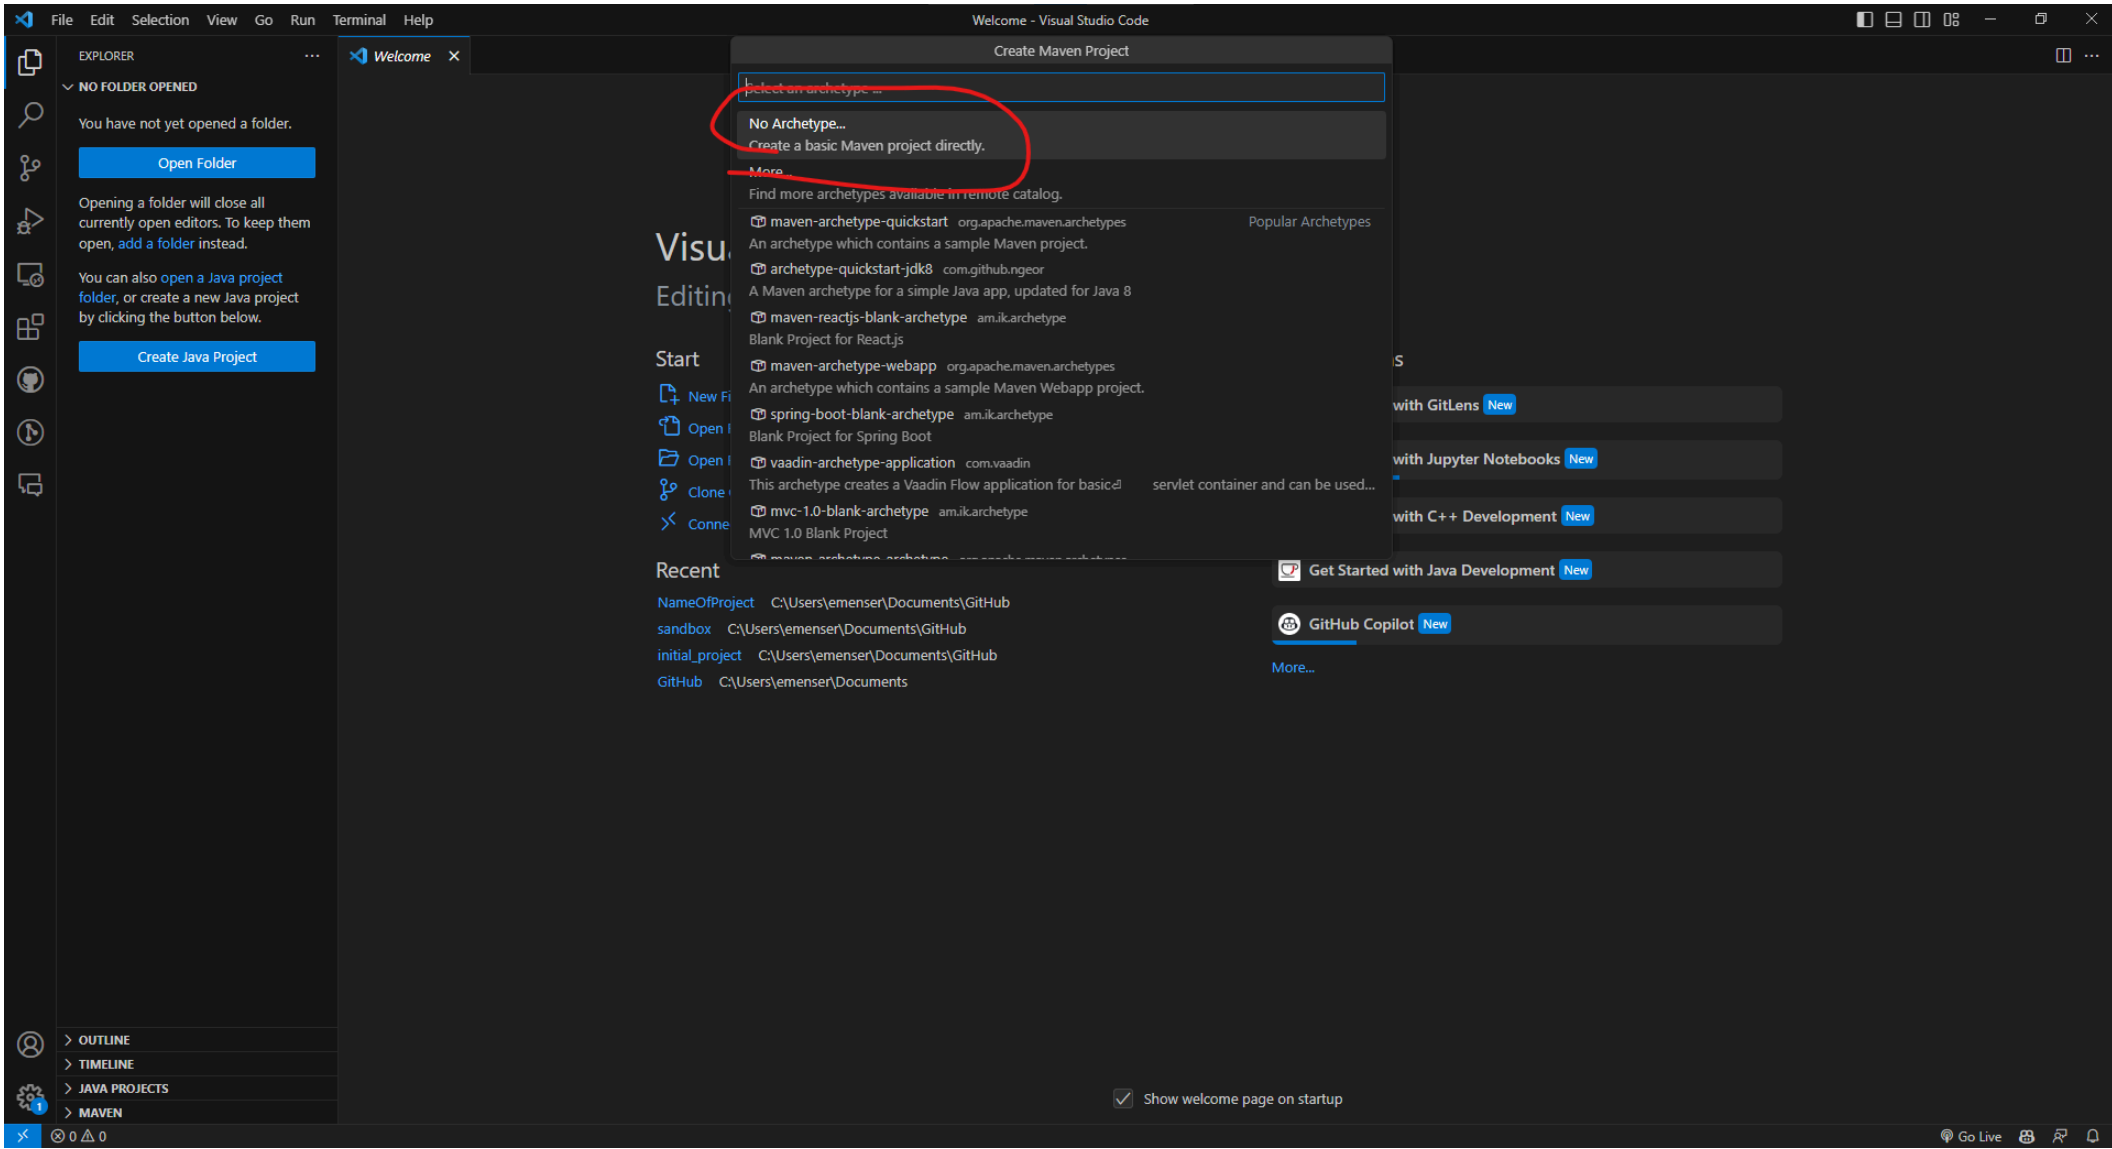 File Edit Selection View Go Run Terminal Help
Welcome - Visual Studio Code
EXPLORER
Welcome
Create Maven Project
NO FOLDER OPENED
Select an archetype ...
You have not yet opened a folder.
Open Folder
Opening a folder will close all
currently open editors. To keep them
open, add a folder instead.
You can also open a Java project
folder, or create a new Java project
by clicking the button below.
Create Java Project
No Archetype...
Create a basic Maven project directly.
More...
Find more archetypes available in remote catalog.
maven-archetype-quickstart org.apache.maven.archetypes Popular Archetypes
An archetype which contains a sample Maven project.
archetype-quickstart-jdk8 com.github.ngeor
A Maven archetype for a simple Java app, updated for Java 8
maven-reactjs-blank-archetype am.ik.archetype
Blank Project for React.js
maven-archetype-webapp org.apache.maven.archetypes
An archetype which contains a sample Maven Webapp project.
spring-boot-blank-archetype am.ik.archetype
Blank Project for Spring Boot
vaadin-archetype-application com.vaadin
This archetype creates a Vaadin Flow application for basic⏎ servlet container and can be used...
mvc-1.0-blank-archetype am.ik.archetype
MVC 1.0 Blank Project
maven-archetype-archetype org.apache.maven.archetypes
Visu
Editing
Start
New Fi
Open
Open
Clone
Conne
Recent
NameOfProject C:\Users\emenser\Documents\GitHub
sandbox C:\Users\emenser\Documents\GitHub
initial_project C:\Users\emenser\Documents\GitHub
GitHub C:\Users\emenser\Documents
s
with GitLens New
with Jupyter Notebooks New
with C++ Development New
Get Started with Java Development New
GitHub Copilot New
More...
Show welcome page on startup
OUTLINE
TIMELINE
JAVA PROJECTS
MAVEN
1
0 0
Go Live